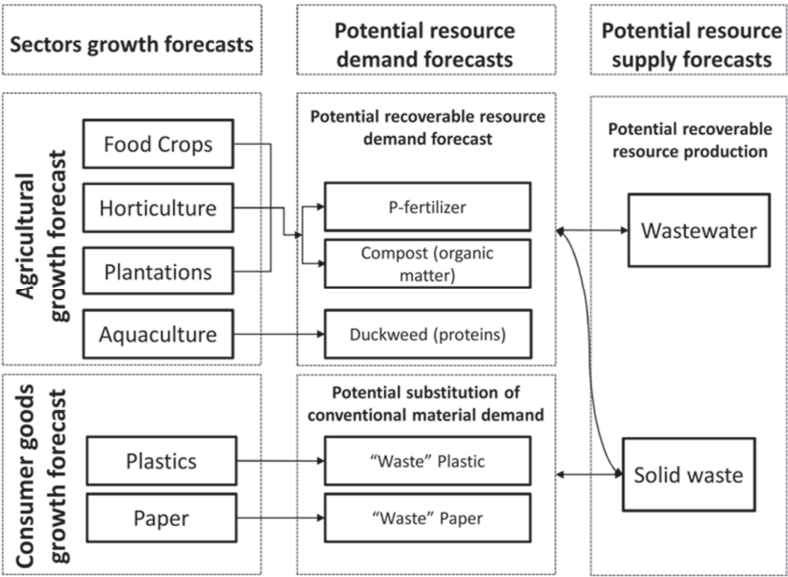 Sectors growth forecasts
Potential resource
demand forecasts
Potential resource
supply forecasts
Agricultural
growth forecast
Food Crops
Horticulture
Plantations
Aquaculture
Potential recoverable resource
demand forecast
P-fertilizer
Compost (organic
matter)
Duckweed (proteins)
Potential recoverable
resource production
Wastewater
Solid waste
Consumer goods
growth forecast
Plastics
Paper
Potential substitution of
conventional material demand
“Waste” Plastic
“Waste” Paper